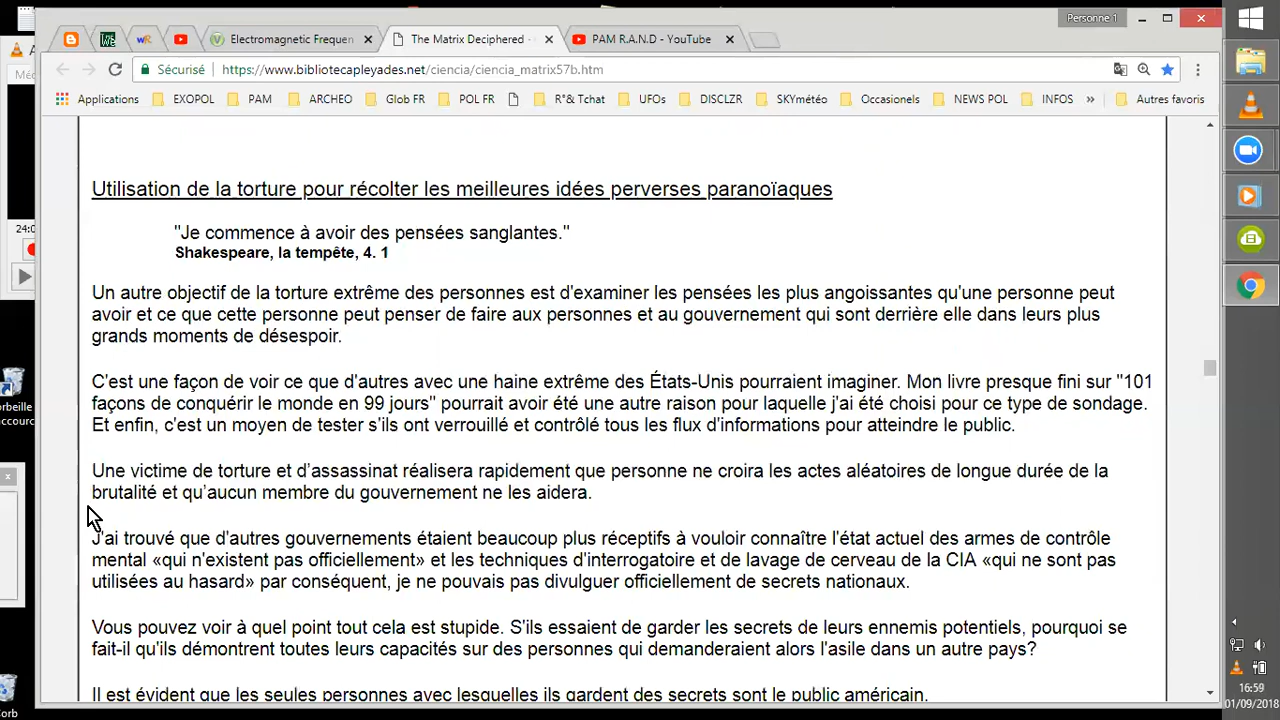 Personne 1
Electromagnetic Frequen
The Matrix Deciphered
PAM R.A.N.D - YouTube
Sécurisé
https://www.bibliotecapleyades.net/ciencia/ciencia_matrix57b.htm
Applications EXOPOL PAM ARCHEO Glob FR POL FR R*& Tchat UFOs DISCLZR SKYmétéo Occasionels NEWS POL INFOS » Autres favoris
Utilisation de la torture pour récolter les meilleures idées perverses paranoïaques
"Je commence à avoir des pensées sanglantes."
Shakespeare, la tempête, 4. 1
Un autre objectif de la torture extrême des personnes est d'examiner les pensées les plus angoissantes qu'une personne peut
avoir et ce que cette personne peut penser de faire aux personnes et au gouvernement qui sont derrière elle dans leurs plus
grands moments de désespoir.
C'est une façon de voir ce que d'autres avec une haine extrême des États-Unis pourraient imaginer. Mon livre presque fini sur "101
façons de conquérir le monde en 99 jours" pourrait avoir été une autre raison pour laquelle j'ai été choisi pour ce type de sondage.
Et enfin, c'est un moyen de tester s'ils ont verrouillé et contrôlé tous les flux d'informations pour atteindre le public.
Une victime de torture et d'assassinat réalisera rapidement que personne ne croira les actes aléatoires de longue durée de la
brutalité et qu'aucun membre du gouvernement ne les aidera.
J'ai trouvé que d'autres gouvernements étaient beaucoup plus réceptifs à vouloir connaître l'état actuel des armes de contrôle
mental «qui n'existent pas officiellement» et les techniques d'interrogatoire et de lavage de cerveau de la CIA «qui ne sont pas
utilisées au hasard» par conséquent, je ne pouvais pas divulguer officiellement de secrets nationaux.
Vous pouvez voir à quel point tout cela est stupide. S'ils essaient de garder les secrets de leurs ennemis potentiels, pourquoi se
fait-il qu'ils démontrent toutes leurs capacités sur des personnes qui demanderaient alors l'asile dans un autre pays?
Il est évident que les seules personnes avec lesquelles ils gardent des secrets sont le public américain.
Méd
24:0
orbeille
accourc
Corb
16:59
01/09/2018